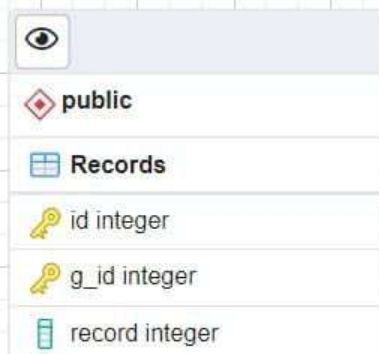 public
Records
id integer
g_id integer
record integer